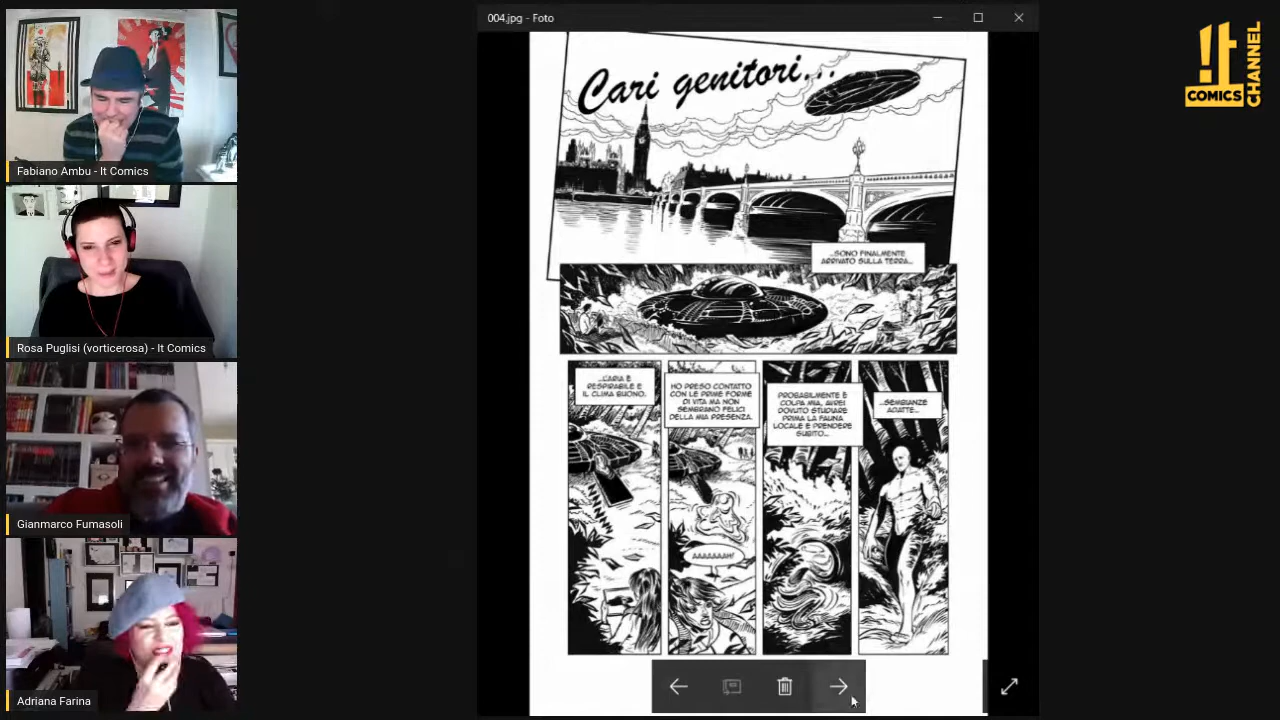 004.jpg - Foto
!t
COMICS
CHANNEL
Fabiano Ambu - It Comics
Rosa Puglisi (vorticerosa) - It Comics
Gianmarco Fumasoli
Adriana Farina
Cari genitori...
...SONO FINALMENTE
ARRIVATO SULLA TERRA...
...L'ARIA È
RESPIRABILE E
IL CLIMA BUONO.
HO PRESO CONTATTO
CON LE PRIME FORME
DI VITA MA NON
SEMBRANO FELICI
DELLA MIA PRESENZA.
AAAAAAAH!
PROBABILMENTE È
COLPA MIA, AVREI
DOVUTO STUDIARE
PRIMA LA FAUNA
LOCALE E PRENDERE
SUBITO...
...SEMBIANZE
ADATTE...